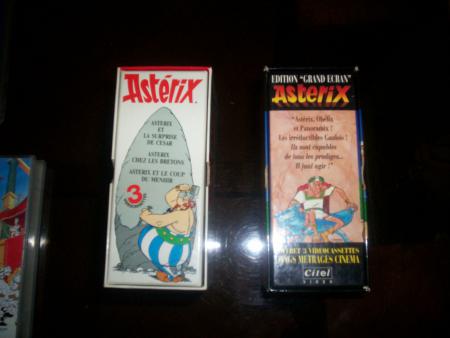 Astérix
ASTERIX
ET
LA SURPRISE
DE CESAR
ASTERIX
CHEZ LES BRETONS
ASTERIX ET LE COUP
DU MENHIR
3
EDITION "GRAND ECRAN"
Astérix
"Astérix, Obélix
et Panoramix !
Les irréductibles Gaulois !
Ils sont capables
de tous les prodiges...
Il faut agir !"
COFFRET 3 VIDEOCASSETTES
LONGS METRAGES CINEMA
Citel
VIDEO